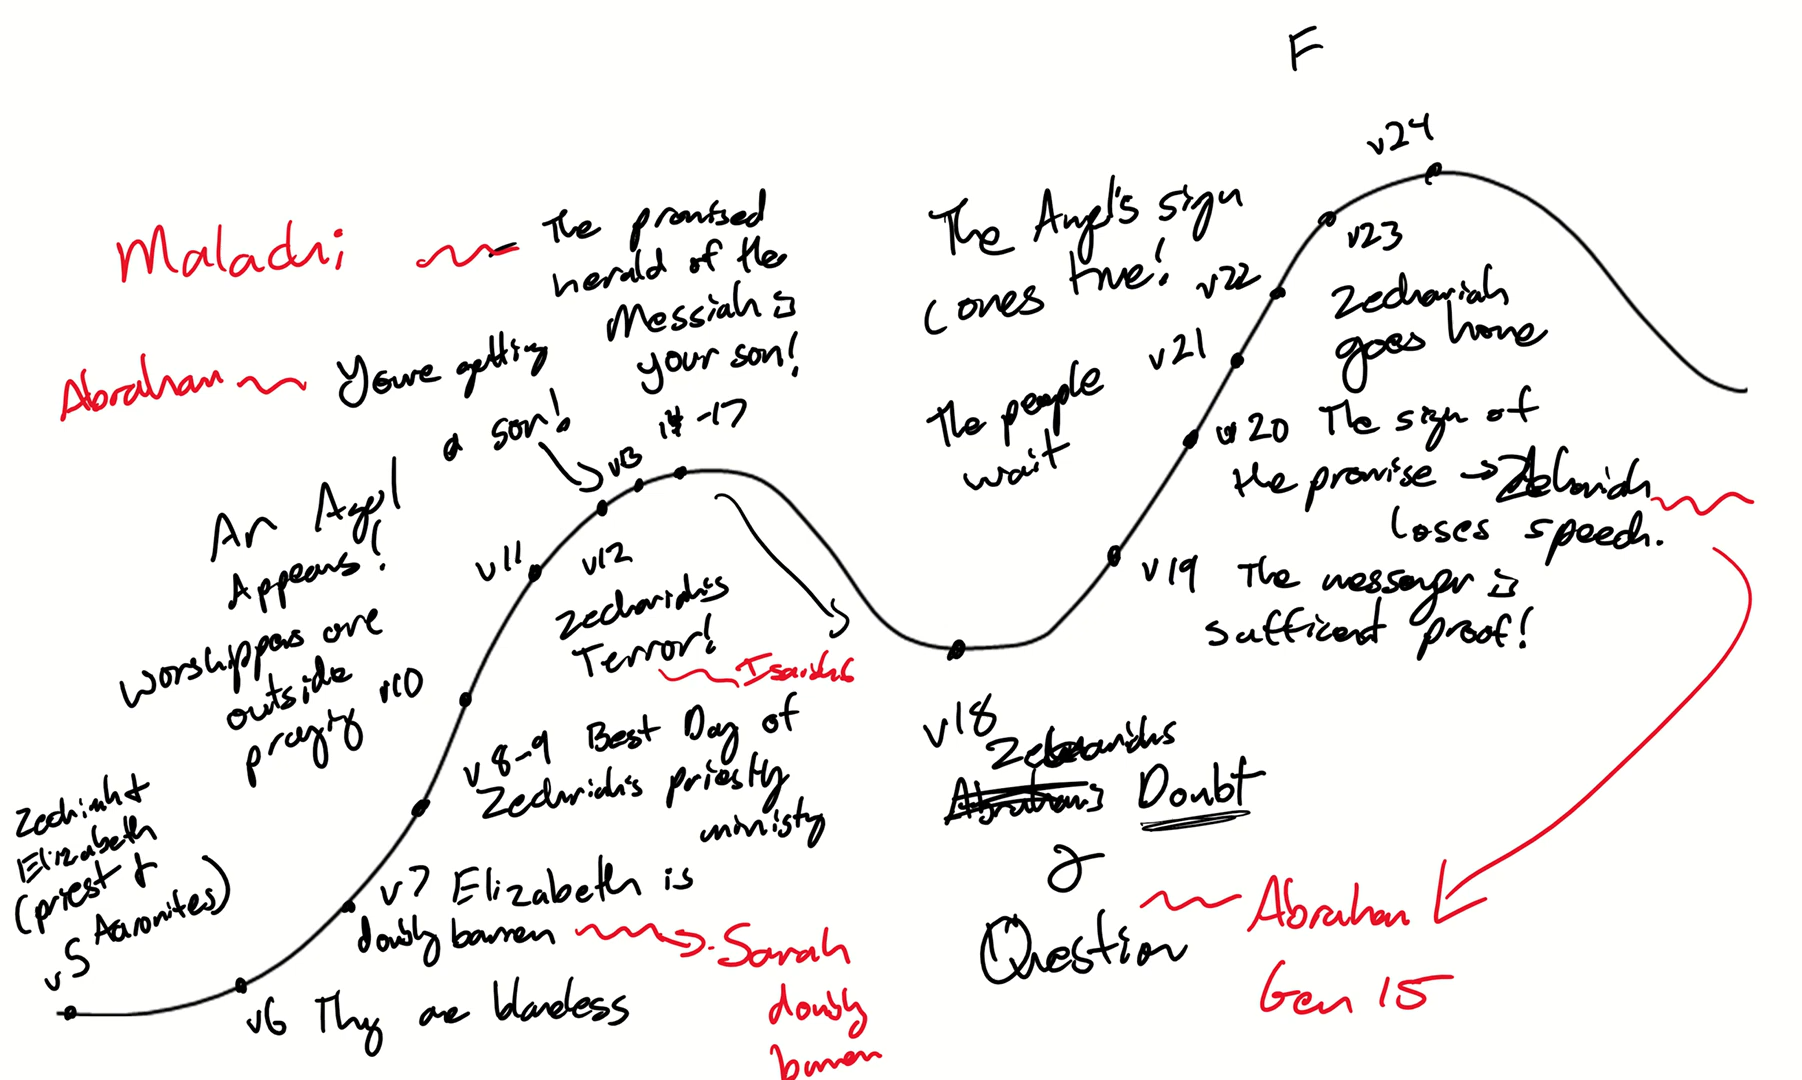 F
v24
Malachi
The promised
herald of the
Messiah is
your son!
Abraham
Youre getting
a son!
v13
14-17
An Angel
Appears!
v11
v12
Zechariah's
Terror!
Isaiah 6
worshippers are
outside
praying v10
v8-9 Best Day of
Zechariah's priestly
ministry
Zechariah &
Elizabeth
(priest &
Aaronites)
v5
v7 Elizabeth is
doubly barren
Sarah
doubly
barren
v6 They are blameless
The Angel's sign
comes true!
v22
v23
Zechariah
goes home
v21
The people
wait
v20 The sign of
the promise → Zechariah
loses speech.
v19 The messenger is
sufficient proof!
v18
Zechariah's
Abraham's Doubt
&
Question
Abraham
Gen 15